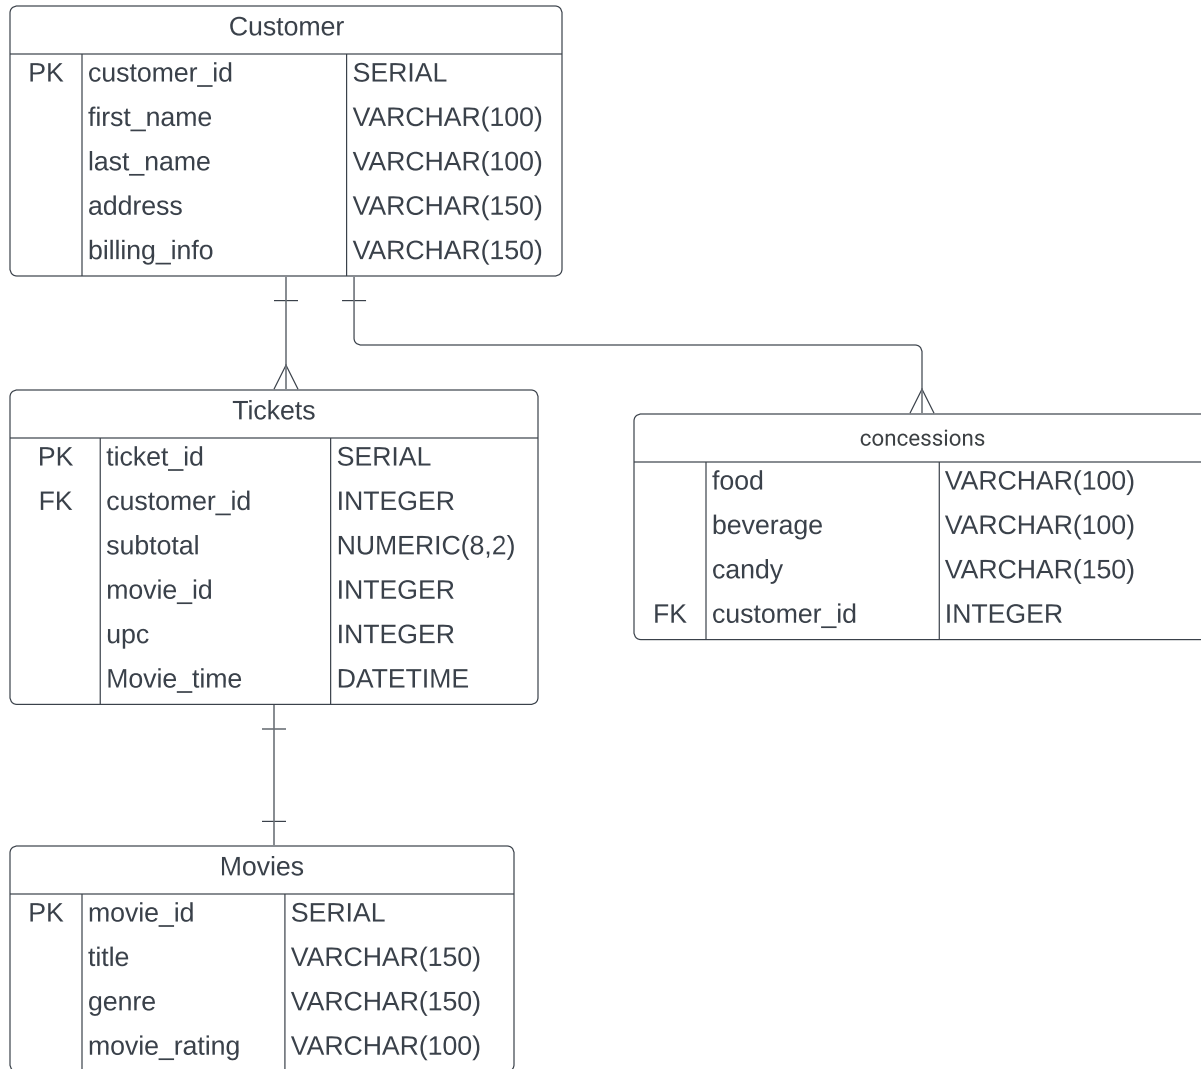 Customer
PK customer_id SERIAL
first_name VARCHAR(100)
last_name VARCHAR(100)
address VARCHAR(150)
billing_info VARCHAR(150)
Tickets
PK ticket_id SERIAL
FK customer_id INTEGER
subtotal NUMERIC(8,2)
movie_id INTEGER
upc INTEGER
Movie_time DATETIME
concessions
food VARCHAR(100)
beverage VARCHAR(100)
candy VARCHAR(150)
FK customer_id INTEGER
Movies
PK movie_id SERIAL
title VARCHAR(150)
genre VARCHAR(150)
movie_rating VARCHAR(100)